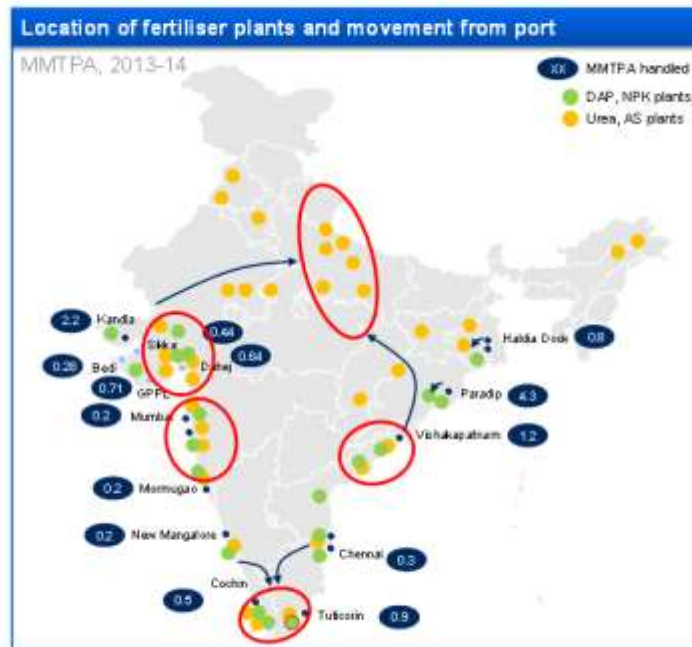 Location of fertiliser plants and movement from port
MMTPA, 2013-14
XX MMTPA handled
DAP, NPK plants
Urea, AS plants
2.2 Kandla
Sikka 0.44
0.26 Bedi
Dahej 0.64
0.71 GPPL
0.2 Mumbai
0.2 Mormugao
0.2 New Mangalore
Cochin
0.5
Haldia Dock 0.8
Paradip 4.3
Vishakapatnam 1.2
Chennai 0.3
Tuticorin 0.9